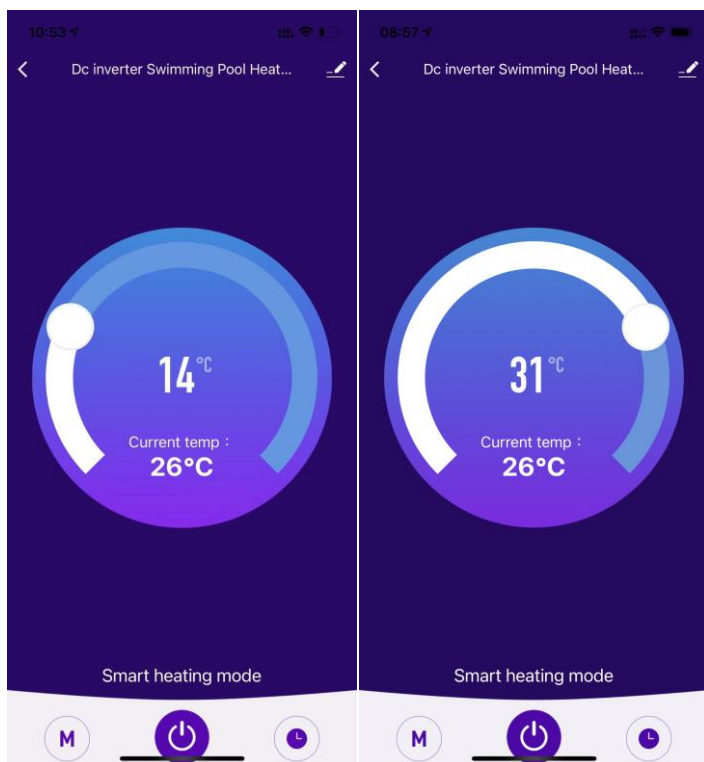 10:53
Dc inverter Swimming Pool Heat...
14°C
Current temp :
26°C
Smart heating mode
M
08:57
Dc inverter Swimming Pool Heat...
31°C
Current temp :
26°C
Smart heating mode
M